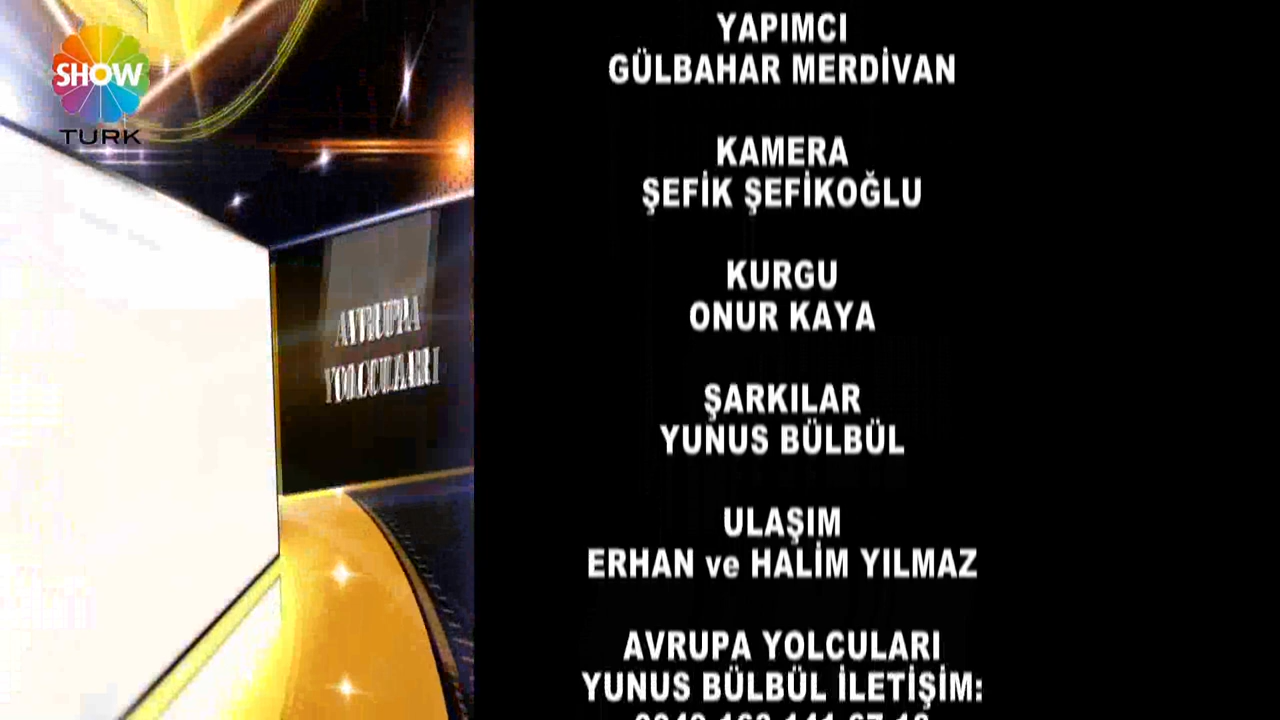 SHOW
TURK
AVRUPA
YOLCULARI
YAPIMCI
GÜLBAHAR MERDİVAN
KAMERA
ŞEFİK ŞEFİKOĞLU
KURGU
ONUR KAYA
ŞARKILAR
YUNUS BÜLBÜL
ULAŞIM
ERHAN ve HALİM YILMAZ
AVRUPA YOLCULARI
YUNUS BÜLBÜL İLETİŞİM: